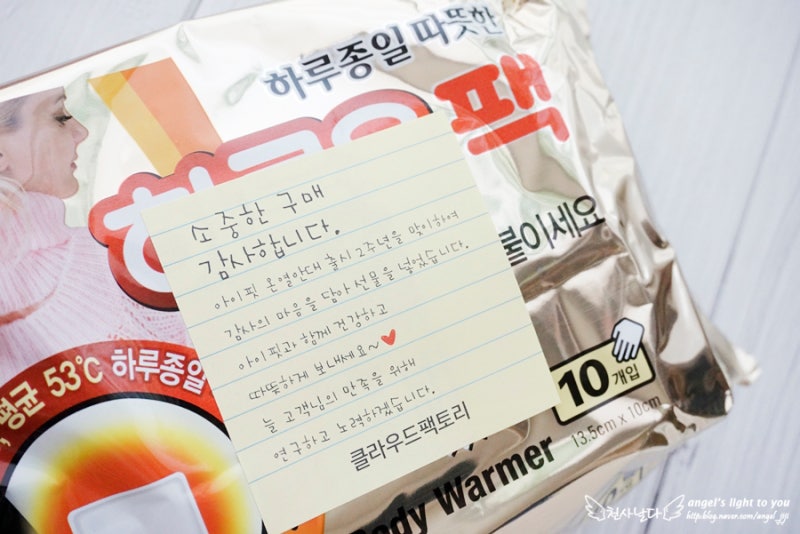 하루종일 따뜻한
팩
소중한 구매
감사합니다.
아이핏 온열안대 출시 2주년을 맞이하여
감사의 마음을 담아 선물을 넣었습니다.
아이핏과 함께 건강하고
따뜻하게 보내세요~♥
늘 고객님의 만족을 위해
연구하고 노력하겠습니다.
클라우드팩토리
평균 53℃ 하루종일
10개입
13.5cm x 10cm
Body Warmer
천사날다
angel's light to you
http://blog.naver.com/angel_jjji